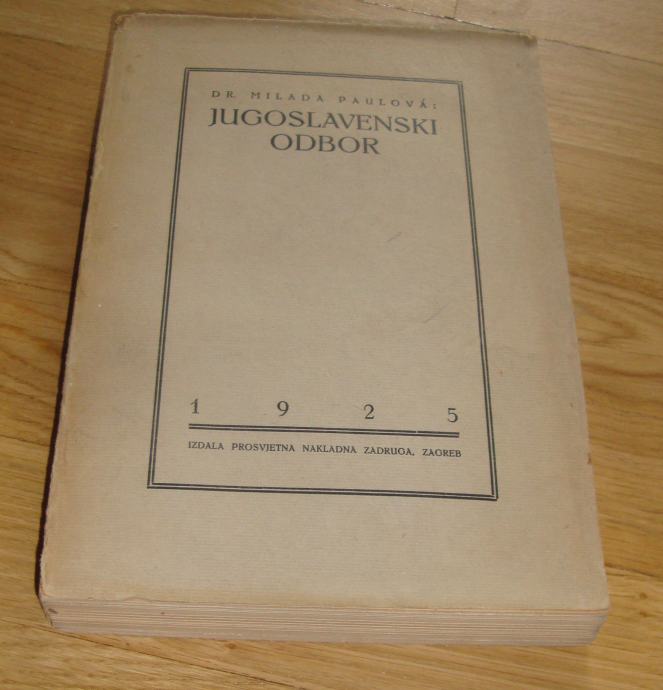 DR. MILADA PAULOVÁ:
JUGOSLAVENSKI
ODBOR
1 9 2 5
IZDALA PROSVJETNA NAKLADNA ZADRUGA, ZAGREB